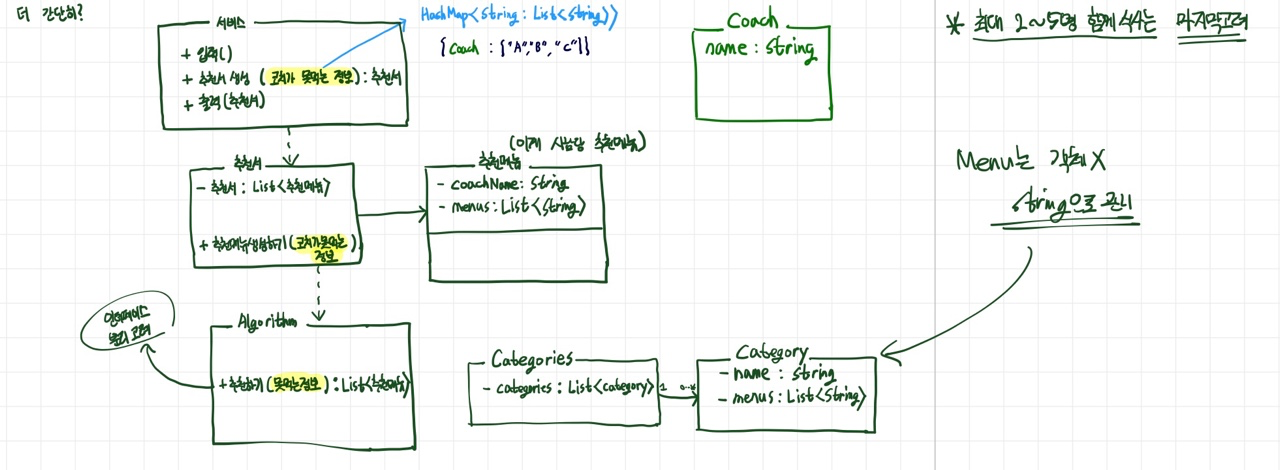 더 간단히?
서비스
+ 입력()
+ 추천서 생성 (코치가 못먹는 정보) : 추천서
+ 출력(추천서)
HashMap<String : List<String>>
{Coach : {"A","B","C"}}
Coach
name : string
* 최대 2~5명 함께 식사는 마지막 고려
추천서
- 추천서 : List<추천메뉴>
+ 추천메뉴생성하기(코치가 못먹는 정보)
(이게 사람당 추천메뉴)
추천메뉴
- coachName: String
- menus: List<String>
Menu는 객체X
string으로 관리
인터페이스
분리 고려
Algorithm
+ 추천하기(못먹는정보) : List<추천메뉴>
Categories
- categories : List<category>
1
0..*
Category
- name : string
- menus : List<String>